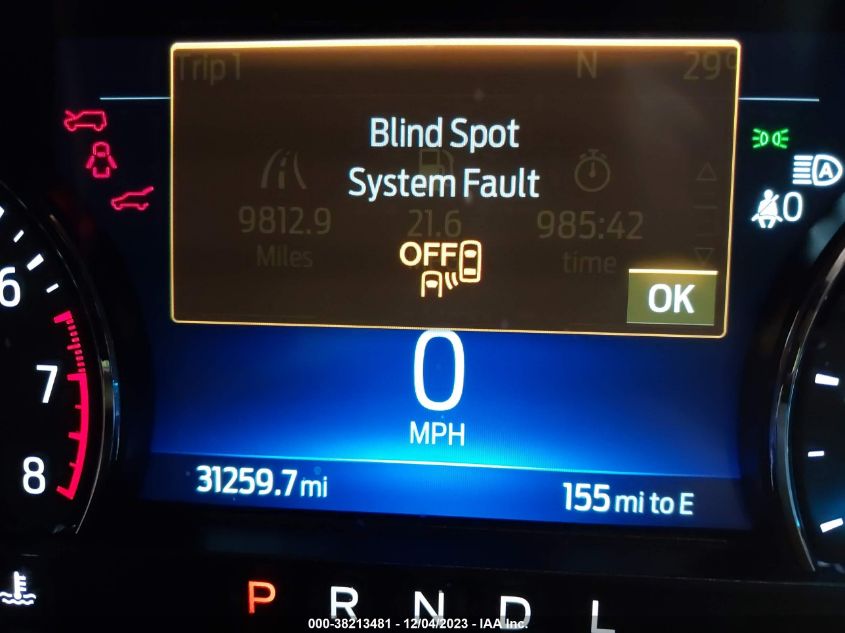 Trip 1 N 29°
Blind Spot
System Fault
9812.9 21.6 985:42
Miles time
OFF
OK
A
0
6
7
8
0
MPH
31259.7 mi 155 mi to E
P R N D L
000-38213481 - 12/04/2023 - IAA Inc.